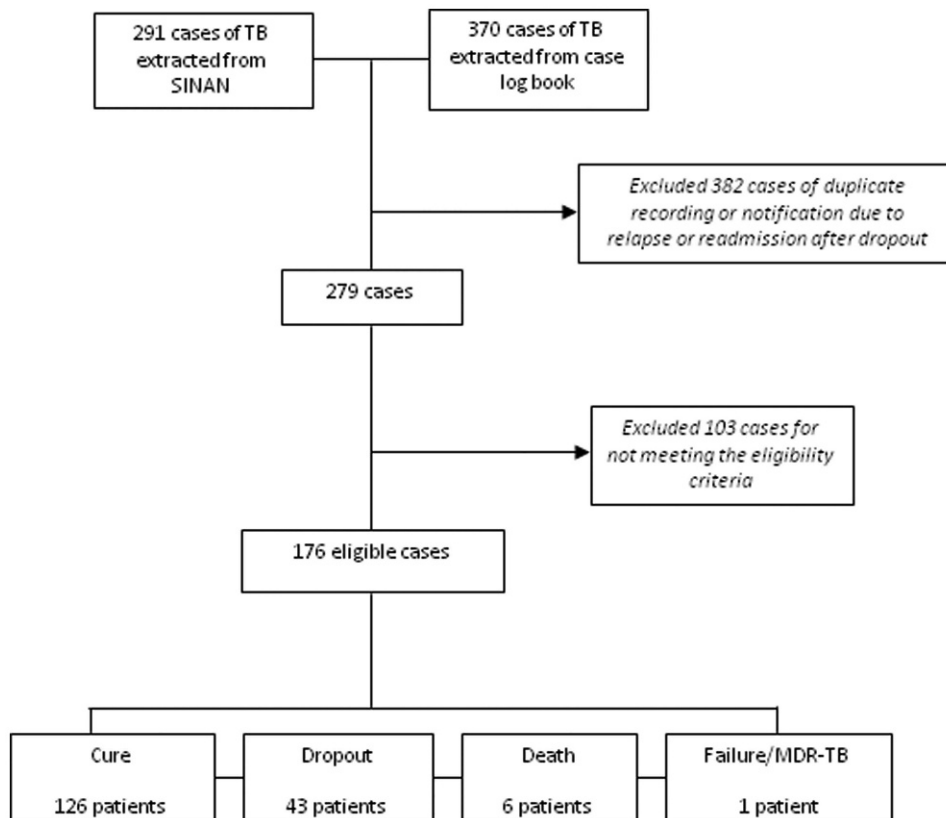 291 cases of TB
extracted from
SINAN
370 cases of TB
extracted from case
log book
Excluded 382 cases of duplicate
recording or notification due to
relapse or readmission after dropout
279 cases
Excluded 103 cases for
not meeting the eligibility
criteria
176 eligible cases
Cure
126 patients
Dropout
43 patients
Death
6 patients
Failure/MDR-TB
1 patient